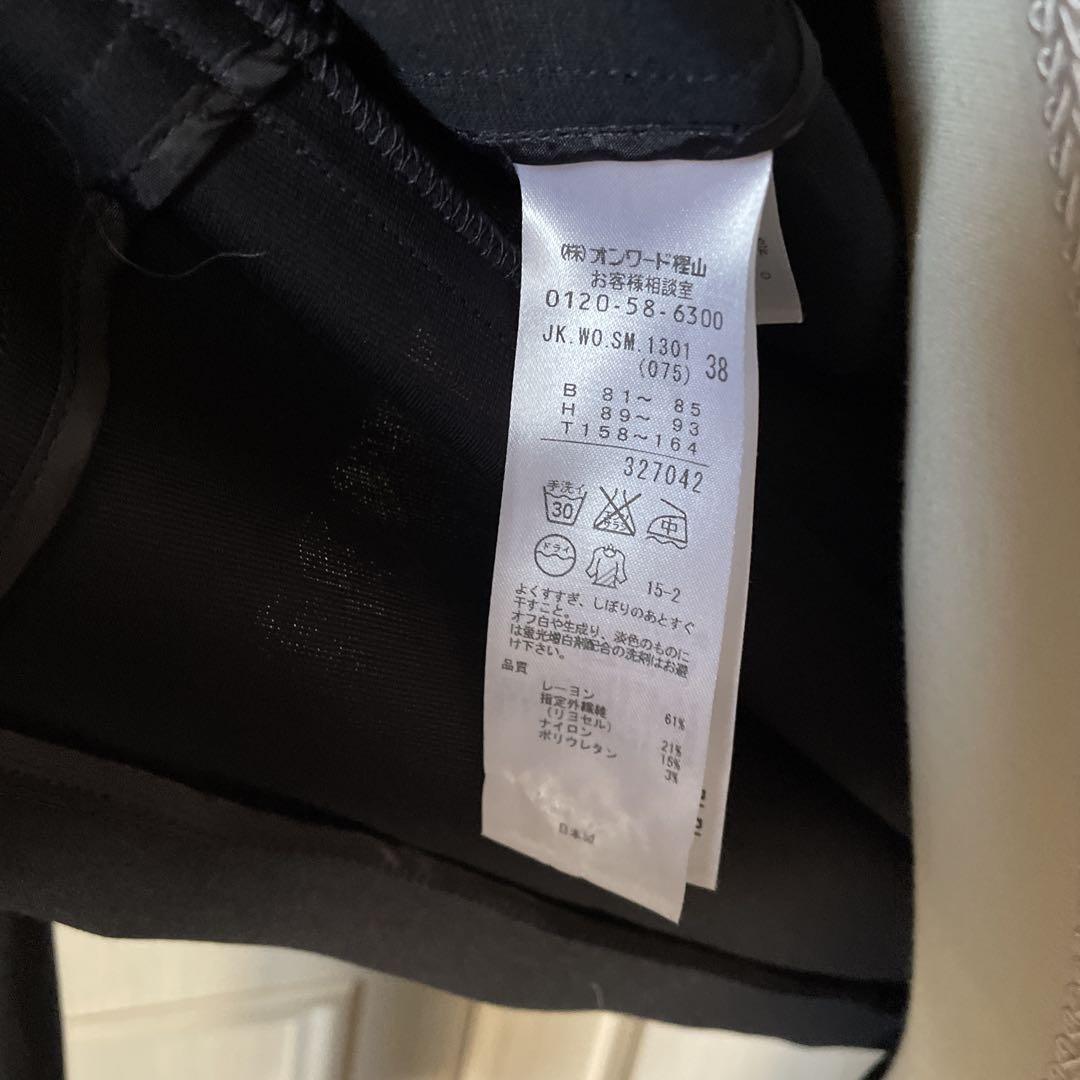 (株)オンワード樫山
お客様相談室
0120-58-6300
JK.WO.SM.1301 38
(075)
B 81~ 85
H 89~ 93
T158~164
327042
手洗イ
30
中
ドライ
15-2
よくすすぎ、しぼりのあとすぐ
干すこと。
オフ白や生成り、淡色のものに
は蛍光増白剤配合の洗剤はお避
け下さい。
品質
レーヨン 61%
指定外繊維
(リヨセル) 21%
ナイロン 15%
ポリウレタン 3%
日本製